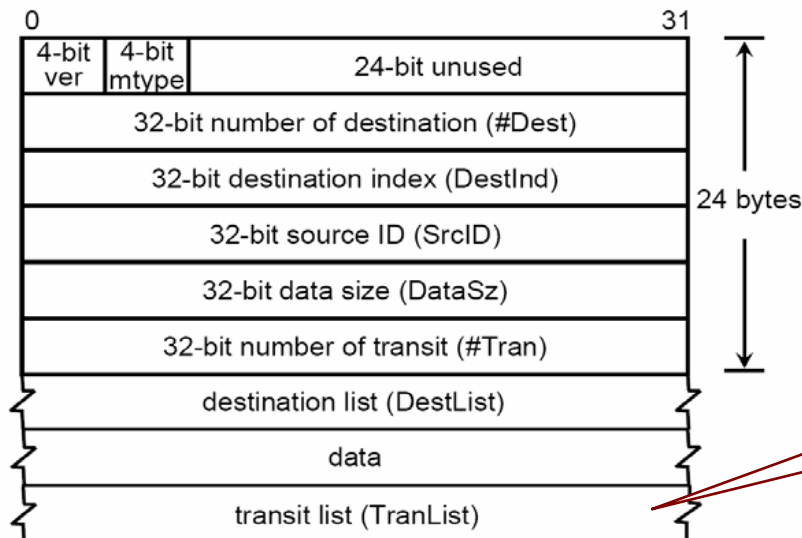 0 31
4-bit 4-bit
ver mtype 24-bit unused
32-bit number of destination (#Dest)
32-bit destination index (DestInd)
24 bytes
32-bit source ID (SrcID)
32-bit data size (DataSz)
32-bit number of transit (#Tran)
destination list (DestList)
data
transit list (TranList)